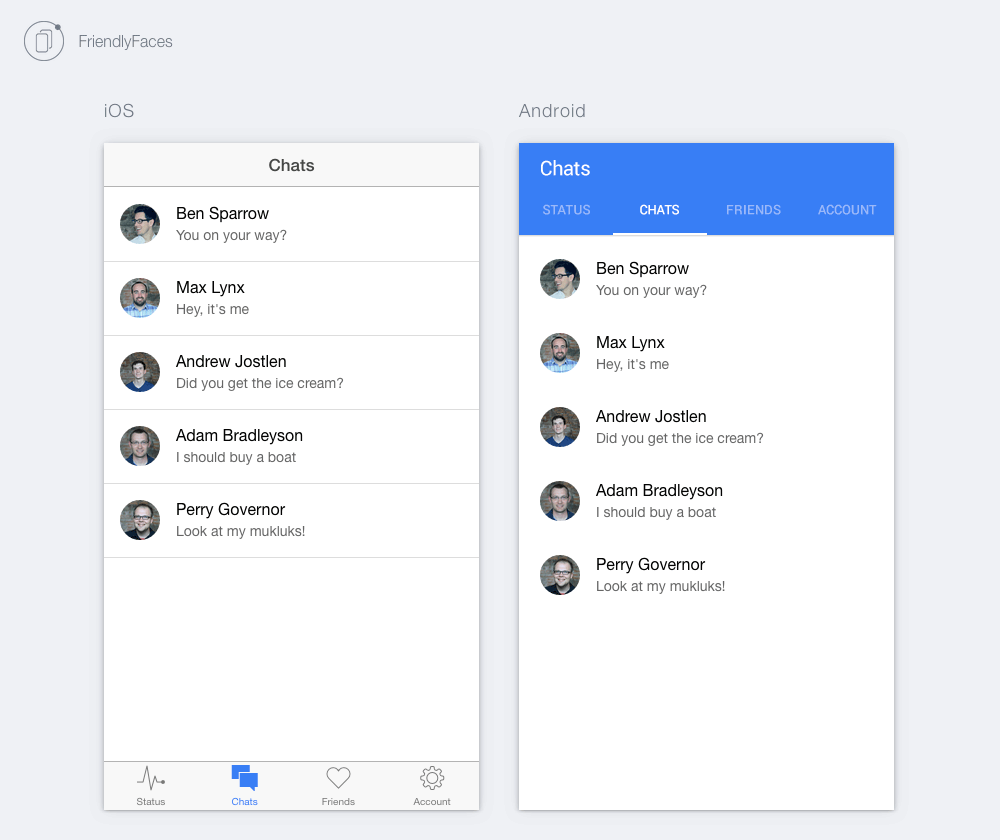 FriendlyFaces
iOS
Chats
Ben Sparrow
You on your way?
Max Lynx
Hey, it's me
Andrew Jostlen
Did you get the ice cream?
Adam Bradleyson
I should buy a boat
Perry Governor
Look at my mukluks!
Status Chats Friends Account
Android
Chats
STATUS CHATS FRIENDS ACCOUNT
Ben Sparrow
You on your way?
Max Lynx
Hey, it's me
Andrew Jostlen
Did you get the ice cream?
Adam Bradleyson
I should buy a boat
Perry Governor
Look at my mukluks!